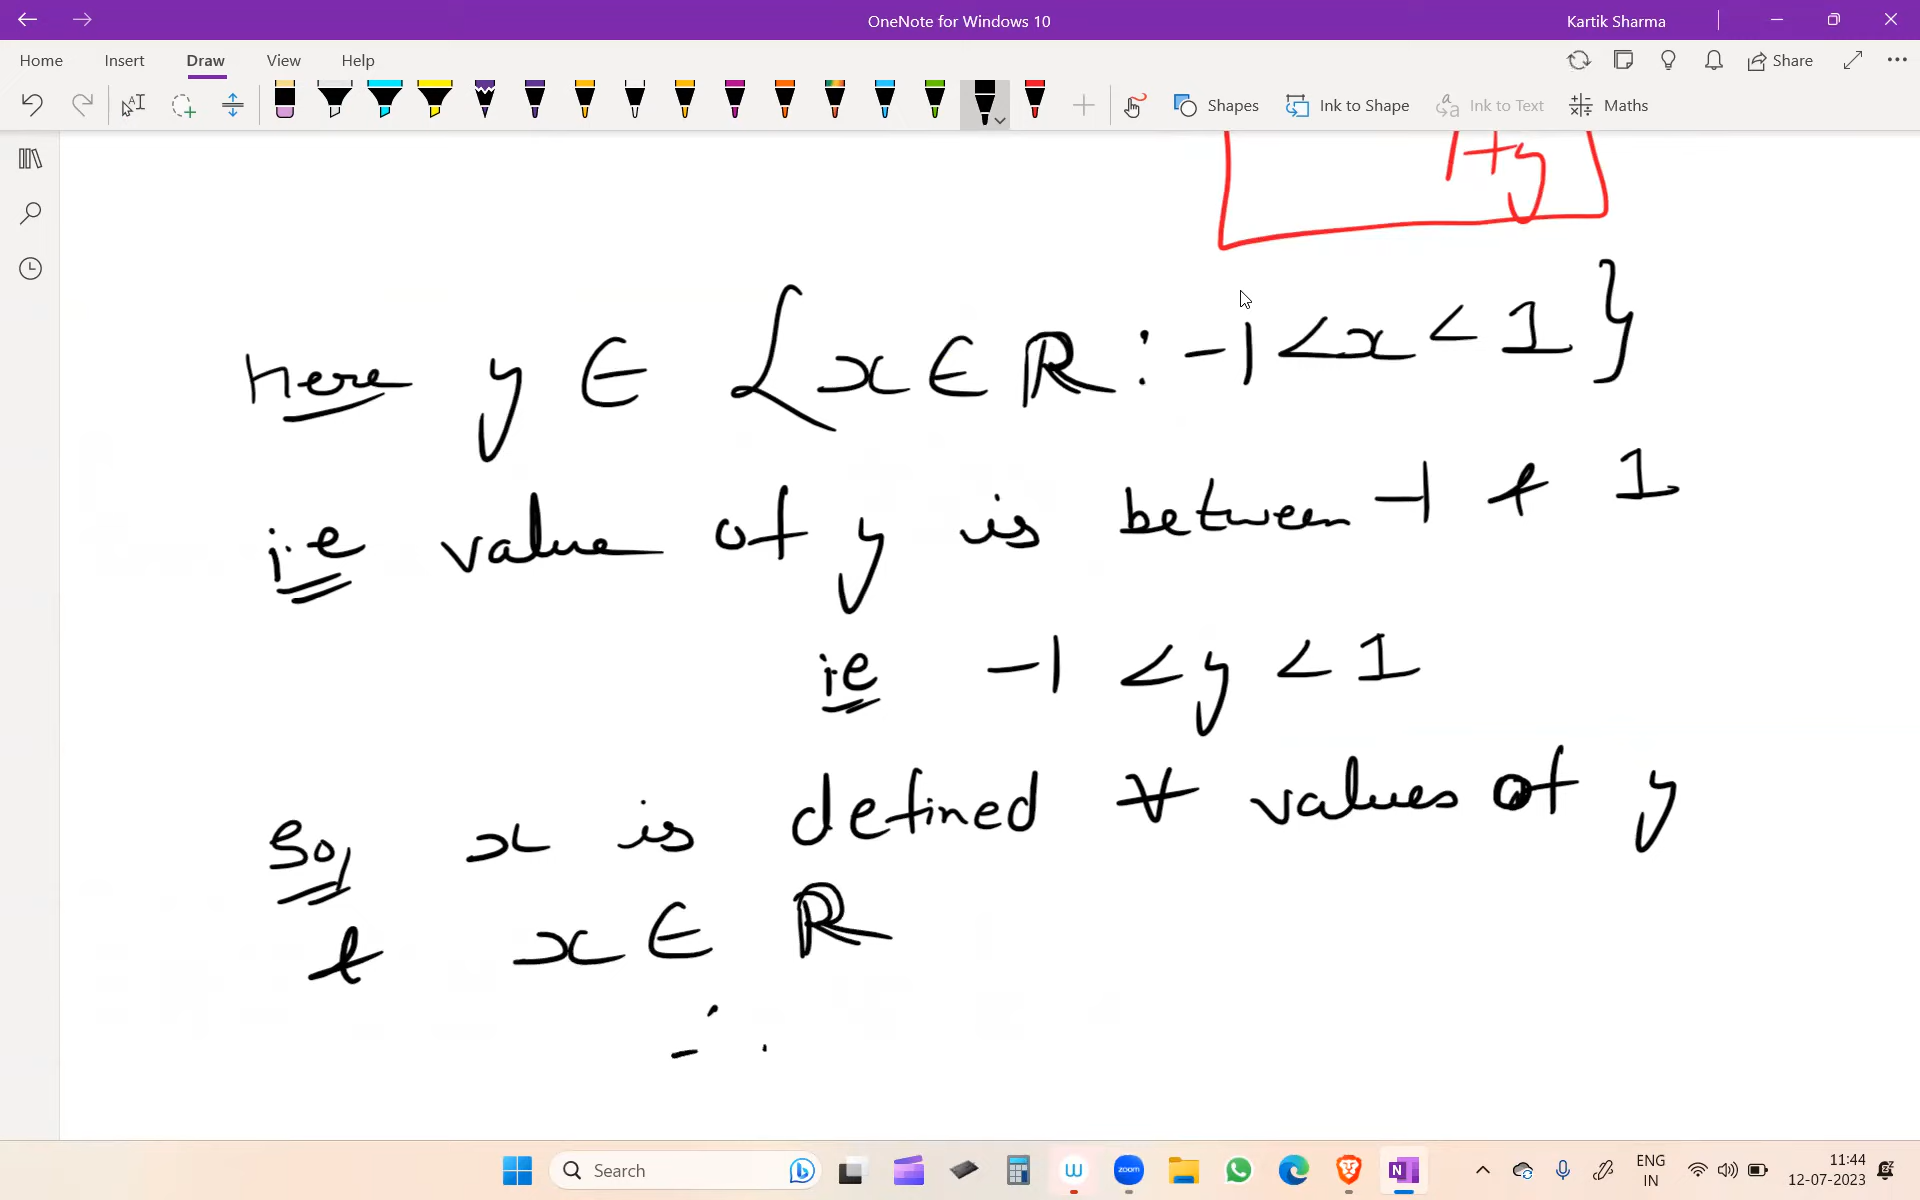 OneNote for Windows 10
Kartik Sharma
Home Insert Draw View Help
Share
Shapes Ink to Shape Ink to Text Maths
1+y
here y ∈ {x ∈ ℝ : -1 < x < 1}
i.e value of y is between -1 & 1
ie -1 < y < 1
So, x is defined ∀ values of y
& x ∈ ℝ
∴
Search
zoom
ENG
IN
11:44
12-07-2023